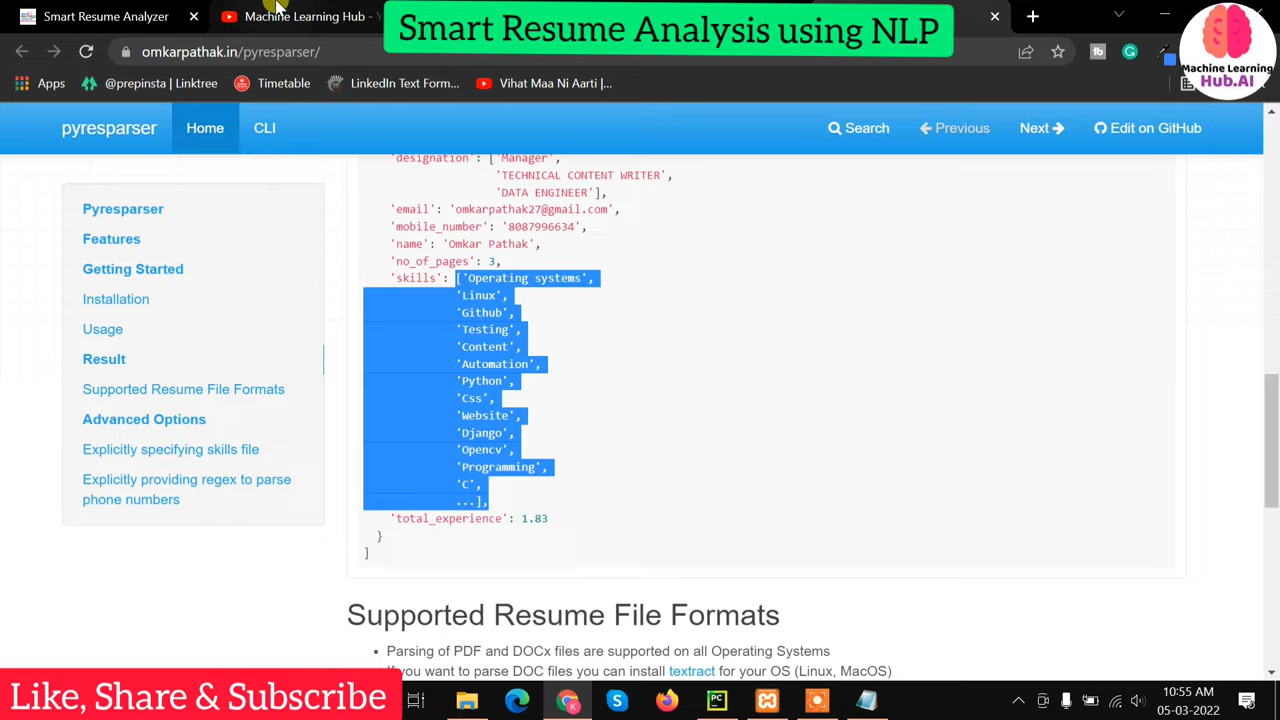 Smart Resume Analyzer
Machine Learning Hub -
Smart Resume Analysis using NLP
omkarpathak.in/pyresparser/
Machine Learning
Hub.AI
Apps
@prepinsta | Linktree
Timetable
LinkedIn Text Form...
Vihat Maa Ni Aarti |...
pyresparser
Home
CLI
Search
Previous
Next
Edit on GitHub
Pyresparser
Features
Getting Started
Installation
Usage
Result
Supported Resume File Formats
Advanced Options
Explicitly specifying skills file
Explicitly providing regex to parse
phone numbers
'designation': ['Manager',
'TECHNICAL CONTENT WRITER',
'DATA ENGINEER'],
'email': 'omkarpathak27@gmail.com',
'mobile_number': '8087996634',
'name': 'Omkar Pathak',
'no_of_pages': 3,
'skills': ['Operating systems',
'Linux',
'Github',
'Testing',
'Content',
'Automation',
'Python',
'Css',
'Website',
'Django',
'Opencv',
'Programming',
'C',
...],
'total_experience': 1.83
}
]
Supported Resume File Formats
Parsing of PDF and DOCx files are supported on all Operating Systems
If you want to parse DOC files you can install textract for your OS (Linux, MacOS)
Like, Share & Subscribe
10:55 AM
05-03-2022